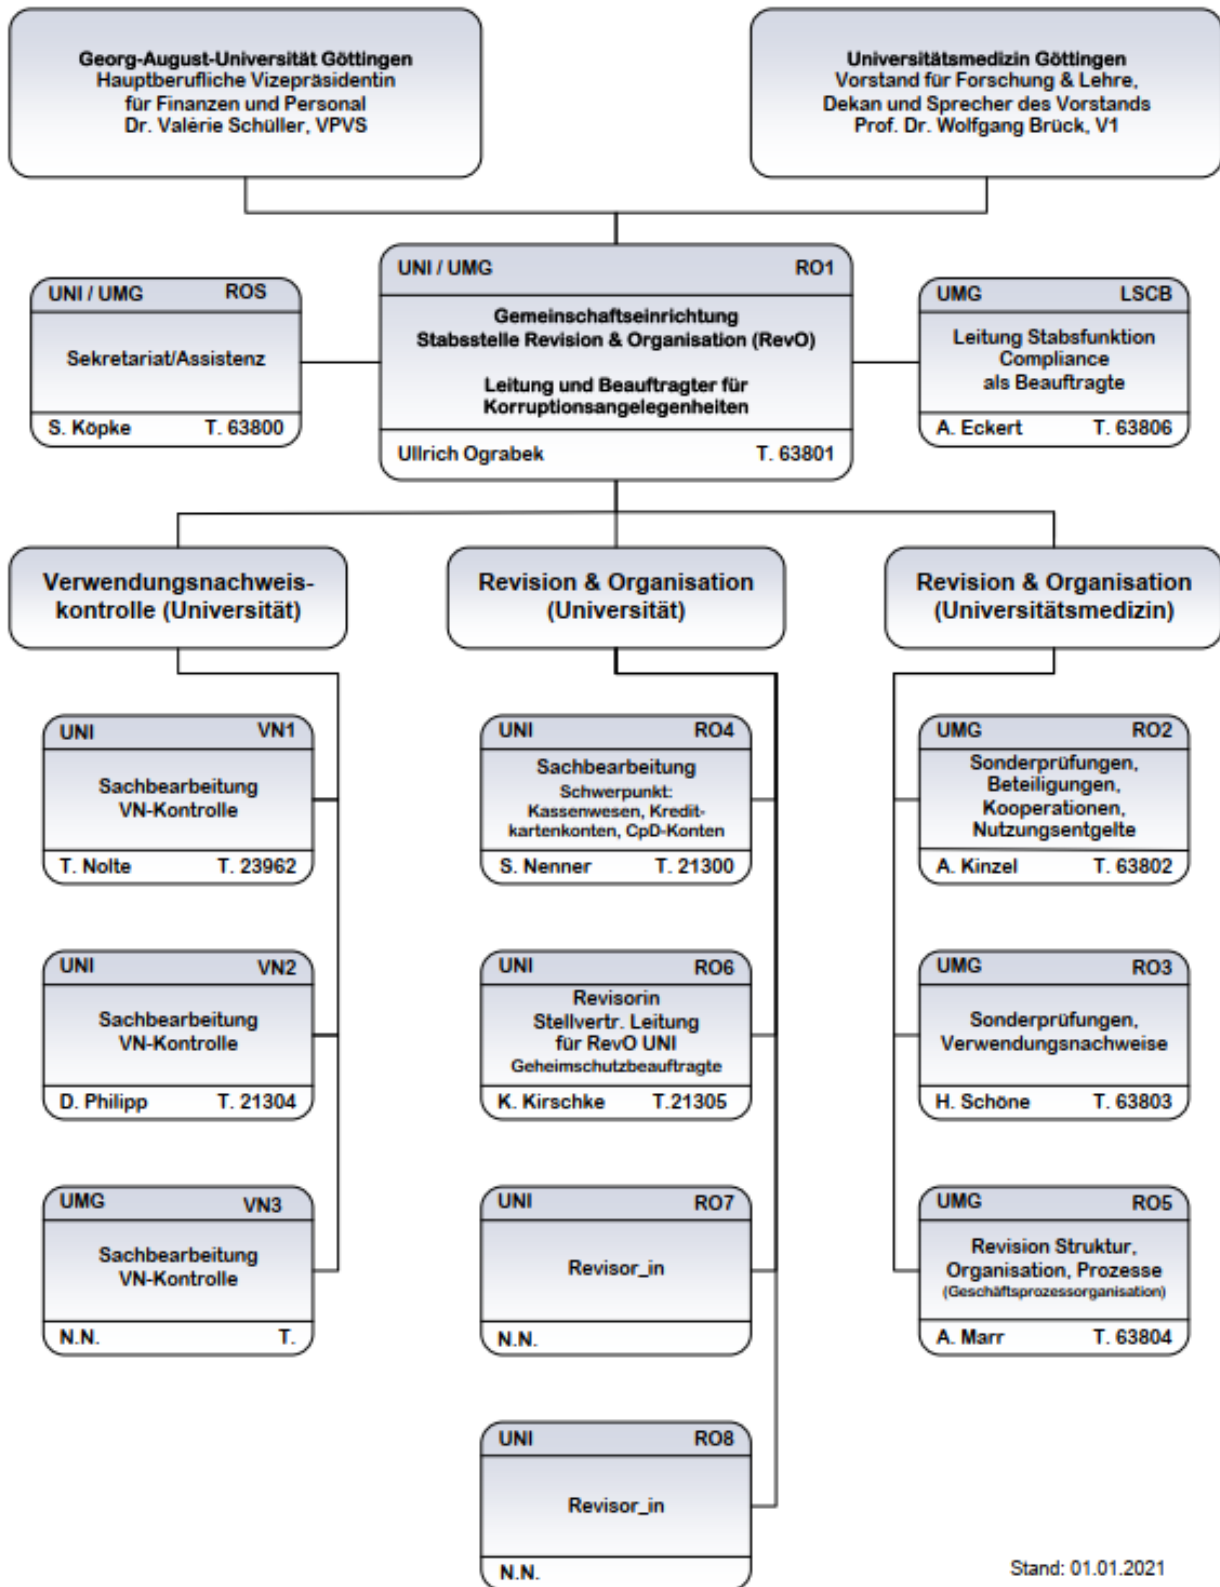 Georg-August-Universität Göttingen
Hauptberufliche Vizepräsidentin
für Finanzen und Personal
Dr. Valérie Schüller, VPVS
Universitätsmedizin Göttingen
Vorstand für Forschung & Lehre,
Dekan und Sprecher des Vorstands
Prof. Dr. Wolfgang Brück, V1
UNI / UMG ROS
Sekretariat/Assistenz
S. Köpke T. 63800
UNI / UMG RO1
Gemeinschaftseinrichtung
Stabsstelle Revision & Organisation (RevO)
Leitung und Beauftragter für
Korruptionsangelegenheiten
Ullrich Ograbek T. 63801
UMG LSCB
Leitung Stabsfunktion
Compliance
als Beauftragte
A. Eckert T. 63806
Verwendungsnachweis-
kontrolle (Universität)
Revision & Organisation
(Universität)
Revision & Organisation
(Universitätsmedizin)
UNI VN1
Sachbearbeitung
VN-Kontrolle
T. Nolte T. 23962
UNI RO4
Sachbearbeitung
Schwerpunkt:
Kassenwesen, Kredit-
kartenkonten, CpD-Konten
S. Nenner T. 21300
UMG RO2
Sonderprüfungen,
Beteiligungen,
Kooperationen,
Nutzungsentgelte
A. Kinzel T. 63802
UNI VN2
Sachbearbeitung
VN-Kontrolle
D. Philipp T. 21304
UNI RO6
Revisorin
Stellvertr. Leitung
für RevO UNI
Geheimschutzbeauftragte
K. Kirschke T.21305
UMG RO3
Sonderprüfungen,
Verwendungsnachweise
H. Schöne T. 63803
UMG VN3
Sachbearbeitung
VN-Kontrolle
N.N. T.
UNI RO7
Revisor_in
N.N.
UMG RO5
Revision Struktur,
Organisation, Prozesse
(Geschäftsprozessorganisation)
A. Marr T. 63804
UNI RO8
Revisor_in
N.N.
Stand: 01.01.2021